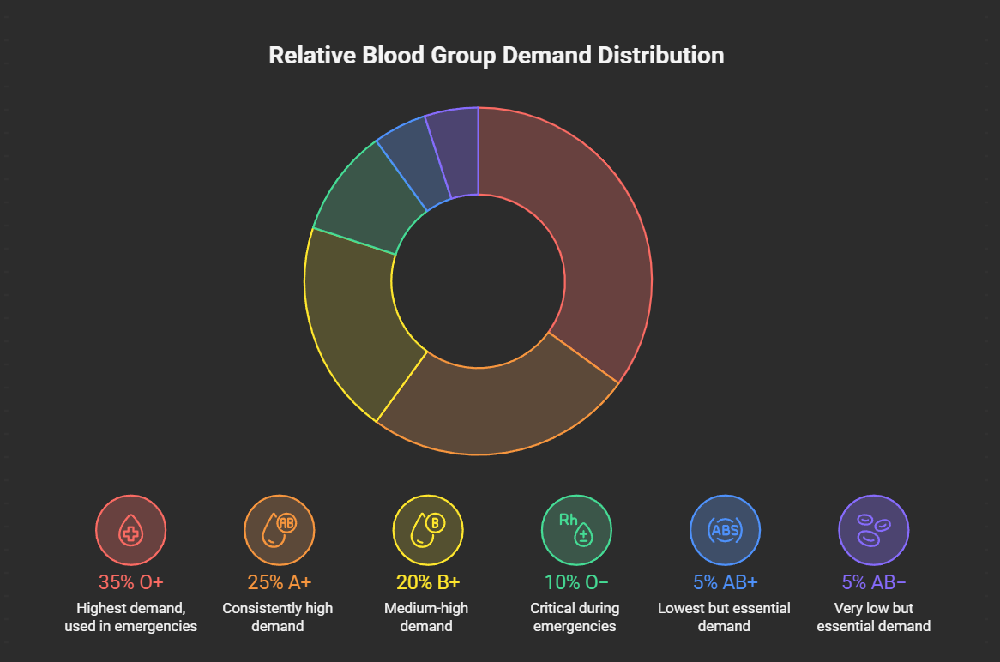 Relative Blood Group Demand Distribution
AB
B
Rh
ABS
35% O+
25% A+
20% B+
10% O−
5% AB+
5% AB−
Highest demand,
used in emergencies
Consistently high
demand
Medium-high
demand
Critical during
emergencies
Lowest but essential
demand
Very low but
essential demand